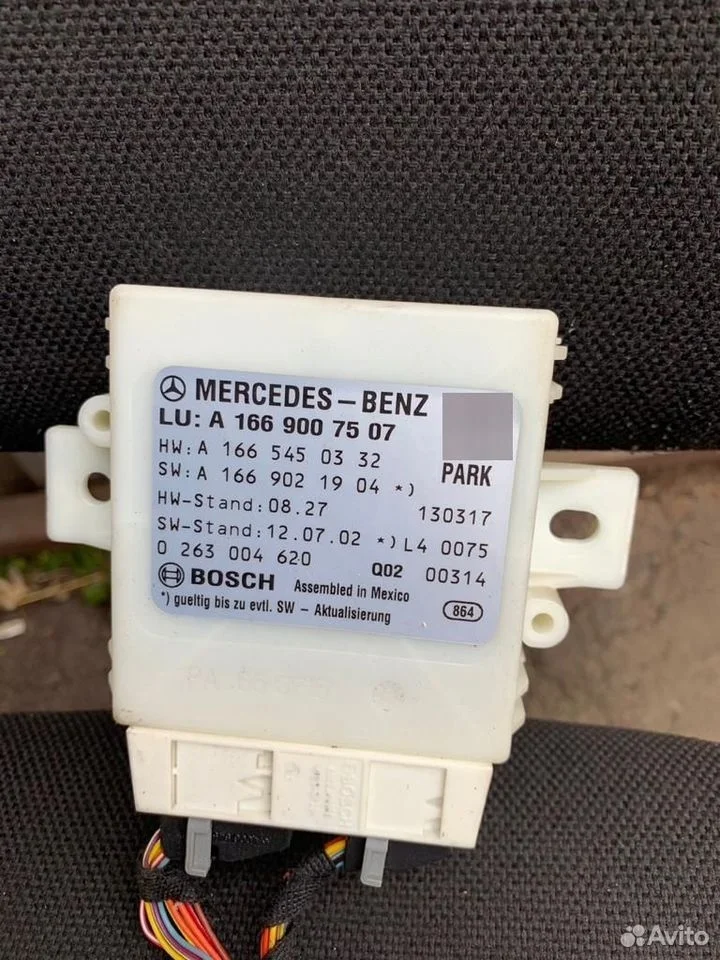 MERCEDES-BENZ
LU: A 166 900 75 07
HW: A 166 545 03 32
SW: A 166 902 19 04 *)
PARK
HW-Stand: 08.27 130317
SW-Stand: 12.07.02 *) L4 0075
0 263 004 620 Q02 00314
BOSCH Assembled in Mexico
*) gueltig bis zu evtl. SW - Aktualisierung 864
Avito